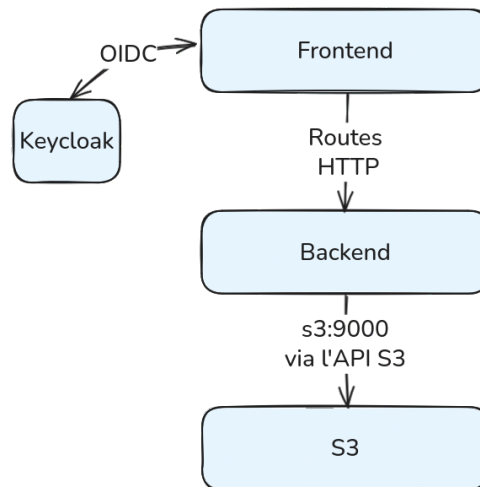 Frontend
OIDC
Keycloak
Routes
HTTP
Backend
s3:9000
via l'API S3
S3